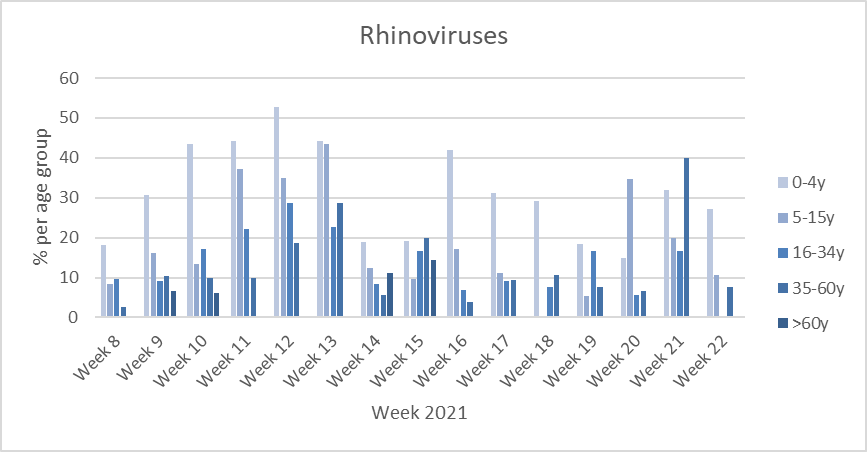 Rhinoviruses
% per age group
60
50
40
30
20
10
0
Week 8
Week 9
Week 10
Week 11
Week 12
Week 13
Week 14
Week 15
Week 16
Week 17
Week 18
Week 19
Week 20
Week 21
Week 22
Week 2021
0-4y
5-15y
16-34y
35-60y
>60y